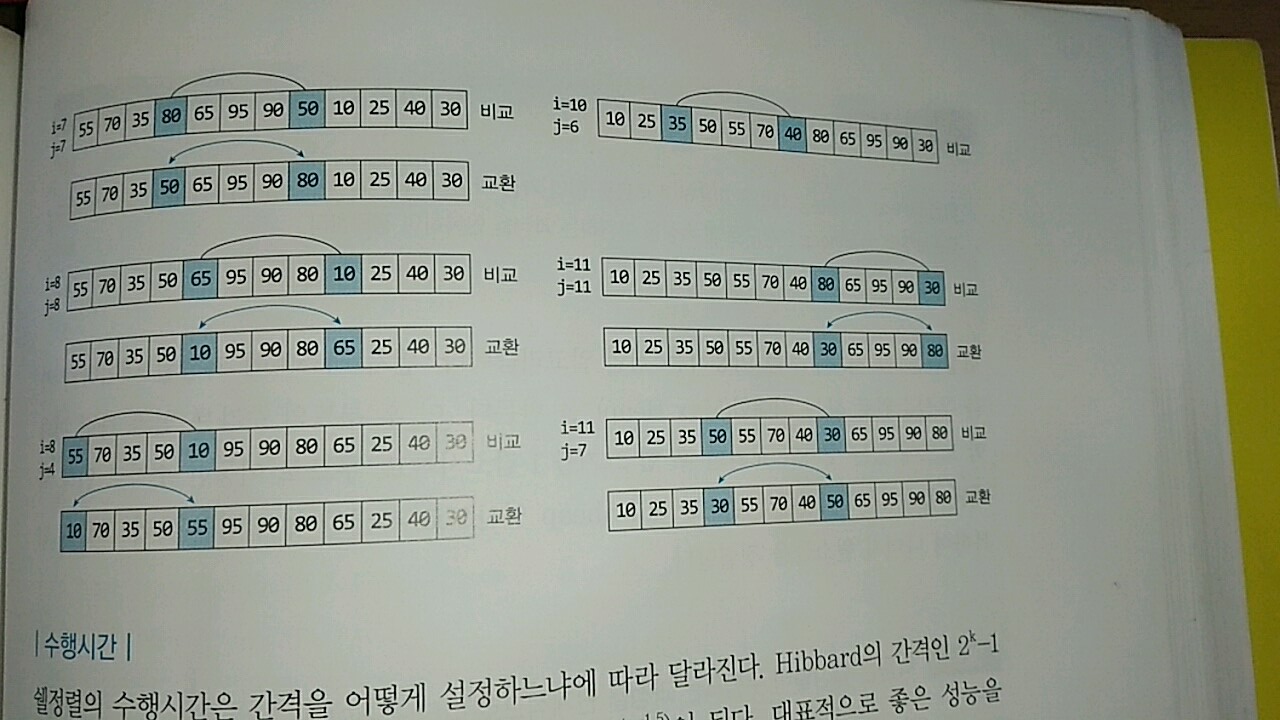 i=7
j=7
55 70 35 80 65 95 90 50 10 25 40 30 비교
55 70 35 50 65 95 90 80 10 25 40 30 교환
i=8
j=8
55 70 35 50 65 95 90 80 10 25 40 30 비교
55 70 35 50 10 95 90 80 65 25 40 30 교환
i=8
j=4
55 70 35 50 10 95 90 80 65 25 40 30 비교
10 70 35 50 55 95 90 80 65 25 40 30 교환
i=10
j=6
10 25 35 50 55 70 40 80 65 95 90 30 비교
i=11
j=11
10 25 35 50 55 70 40 80 65 95 90 30 비교
10 25 35 50 55 70 40 30 65 95 90 80 교환
i=11
j=7
10 25 35 50 55 70 40 30 65 95 90 80 비교
10 25 35 30 55 70 40 50 65 95 90 80 교환
|수행시간|
쉘정렬의 수행시간은 간격을 어떻게 설정하느냐에 따라 달라진다. Hibbard의 간격인 2^k-1
된다. 대표적으로 좋은 성능을